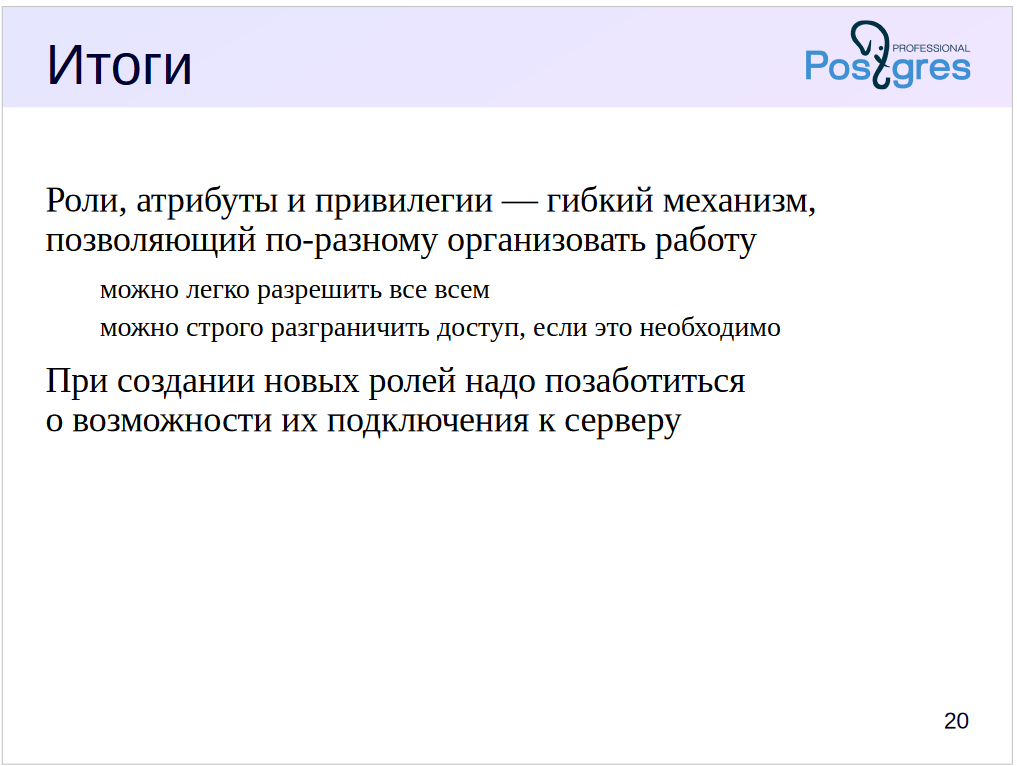 Итоги
PROFESSIONAL
Postgres
Роли, атрибуты и привилегии — гибкий механизм,
позволяющий по-разному организовать работу
можно легко разрешить все всем
можно строго разграничить доступ, если это необходимо
При создании новых ролей надо позаботиться
о возможности их подключения к серверу
20